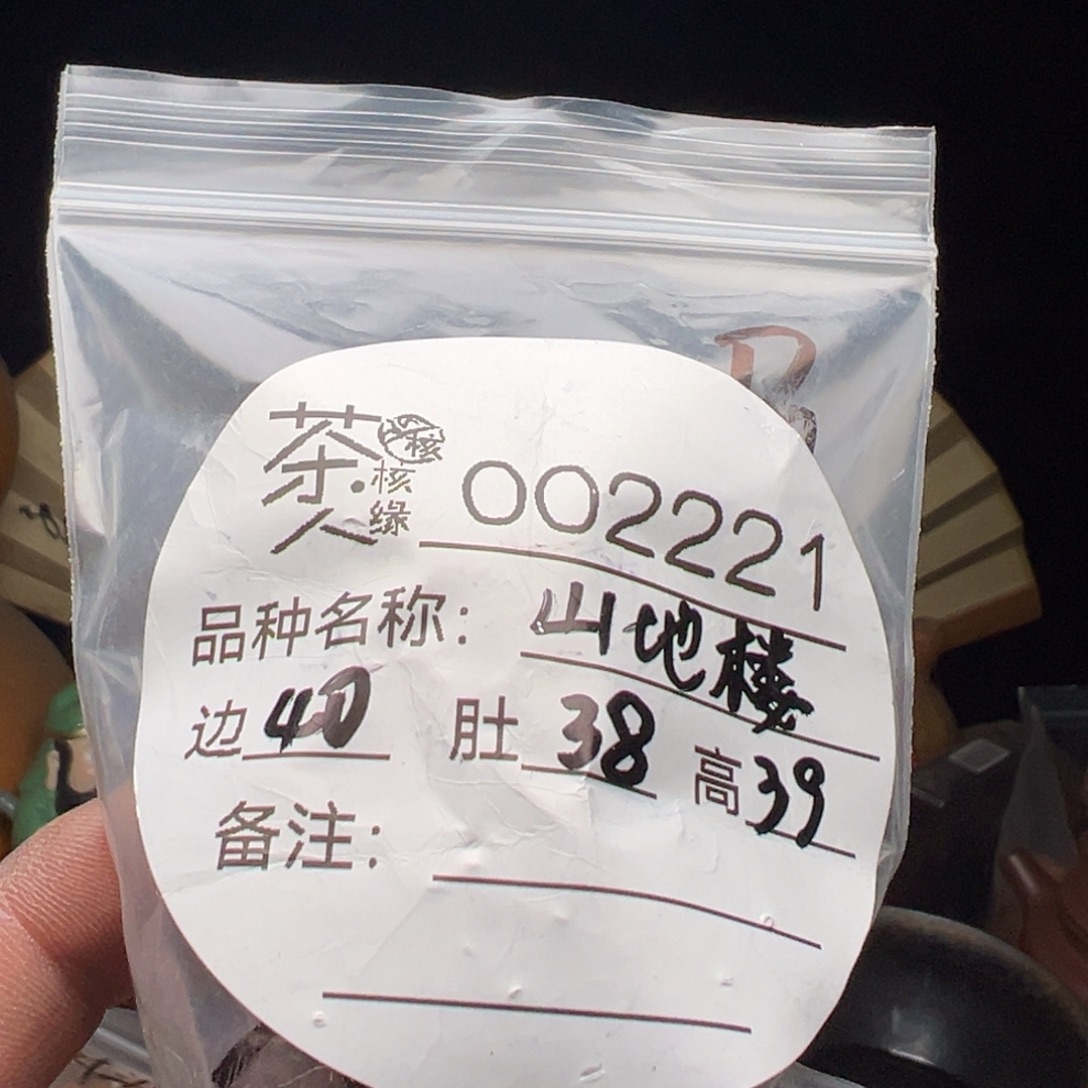 茶人
核缘
002221
品种名称：山地楼
边40 肚38 高39
备注：